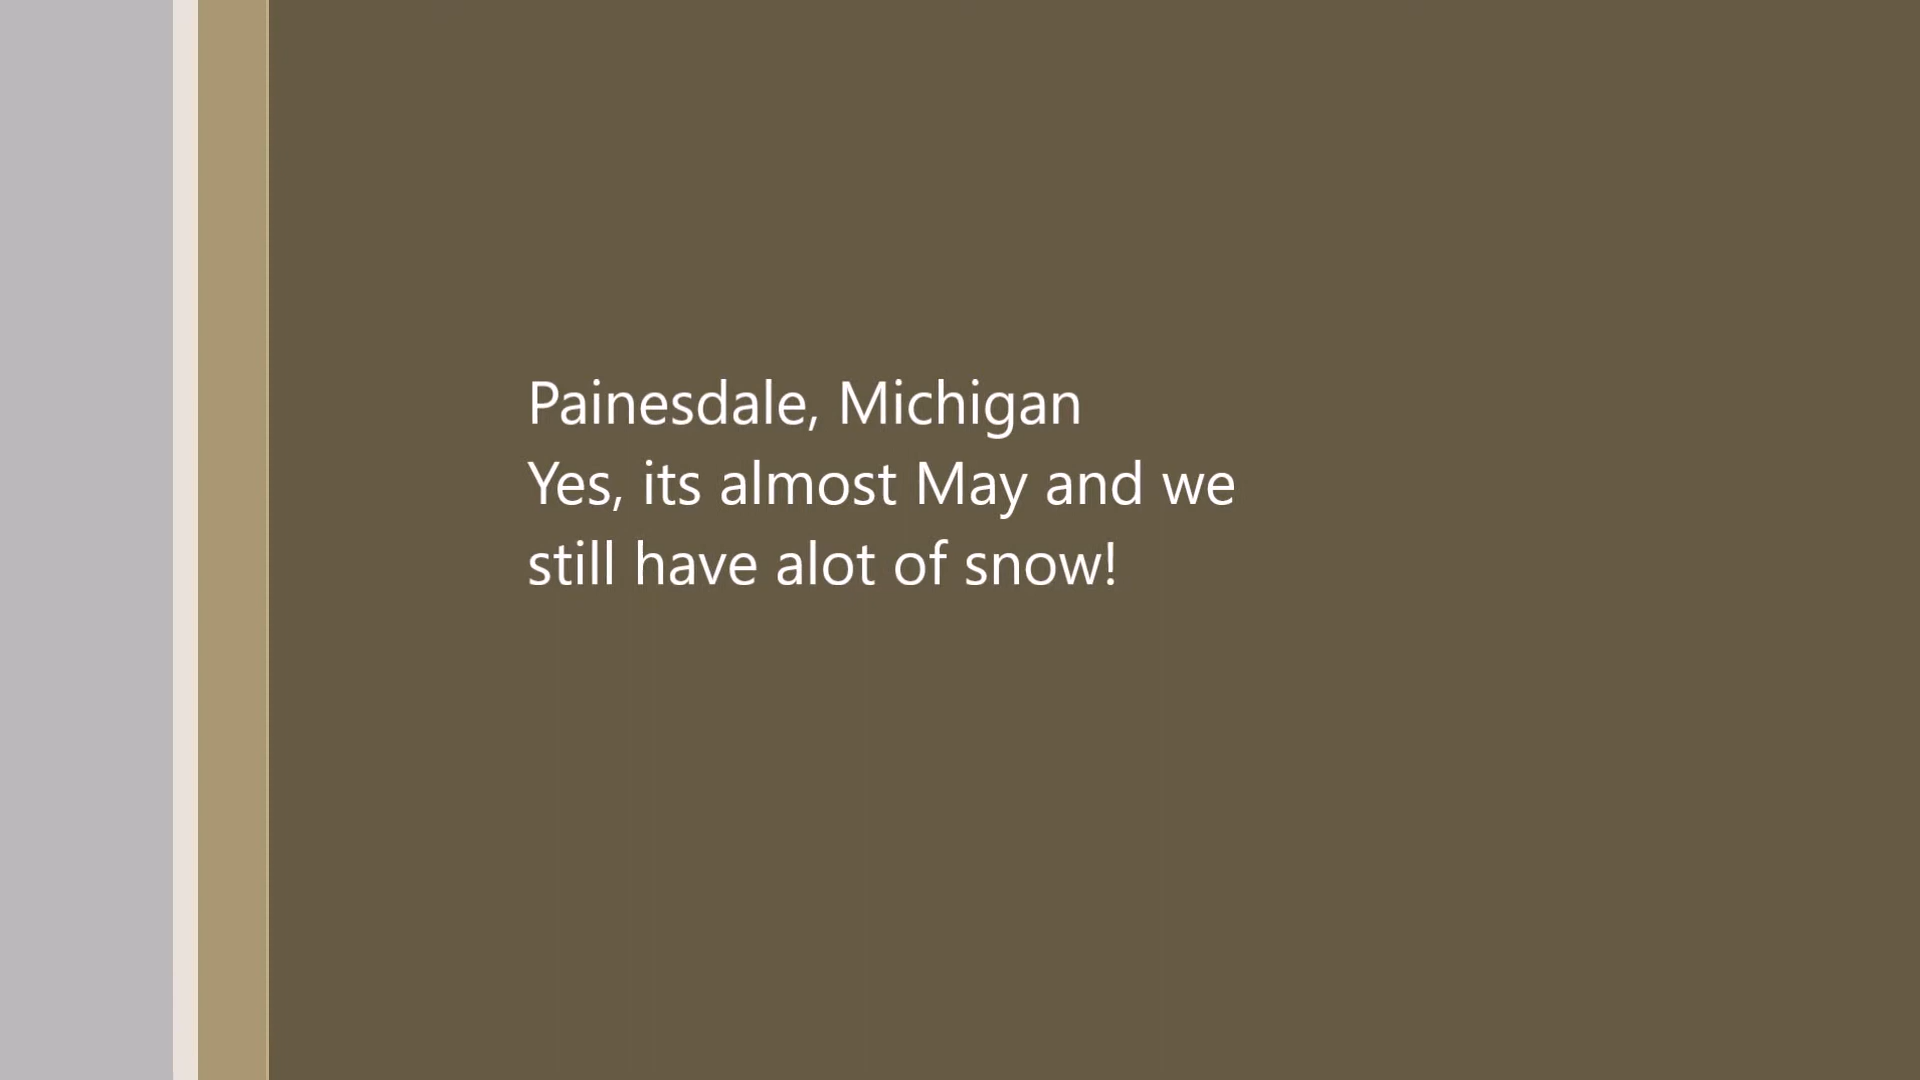 Painesdale, Michigan
Yes, its almost May and we
still have alot of snow!